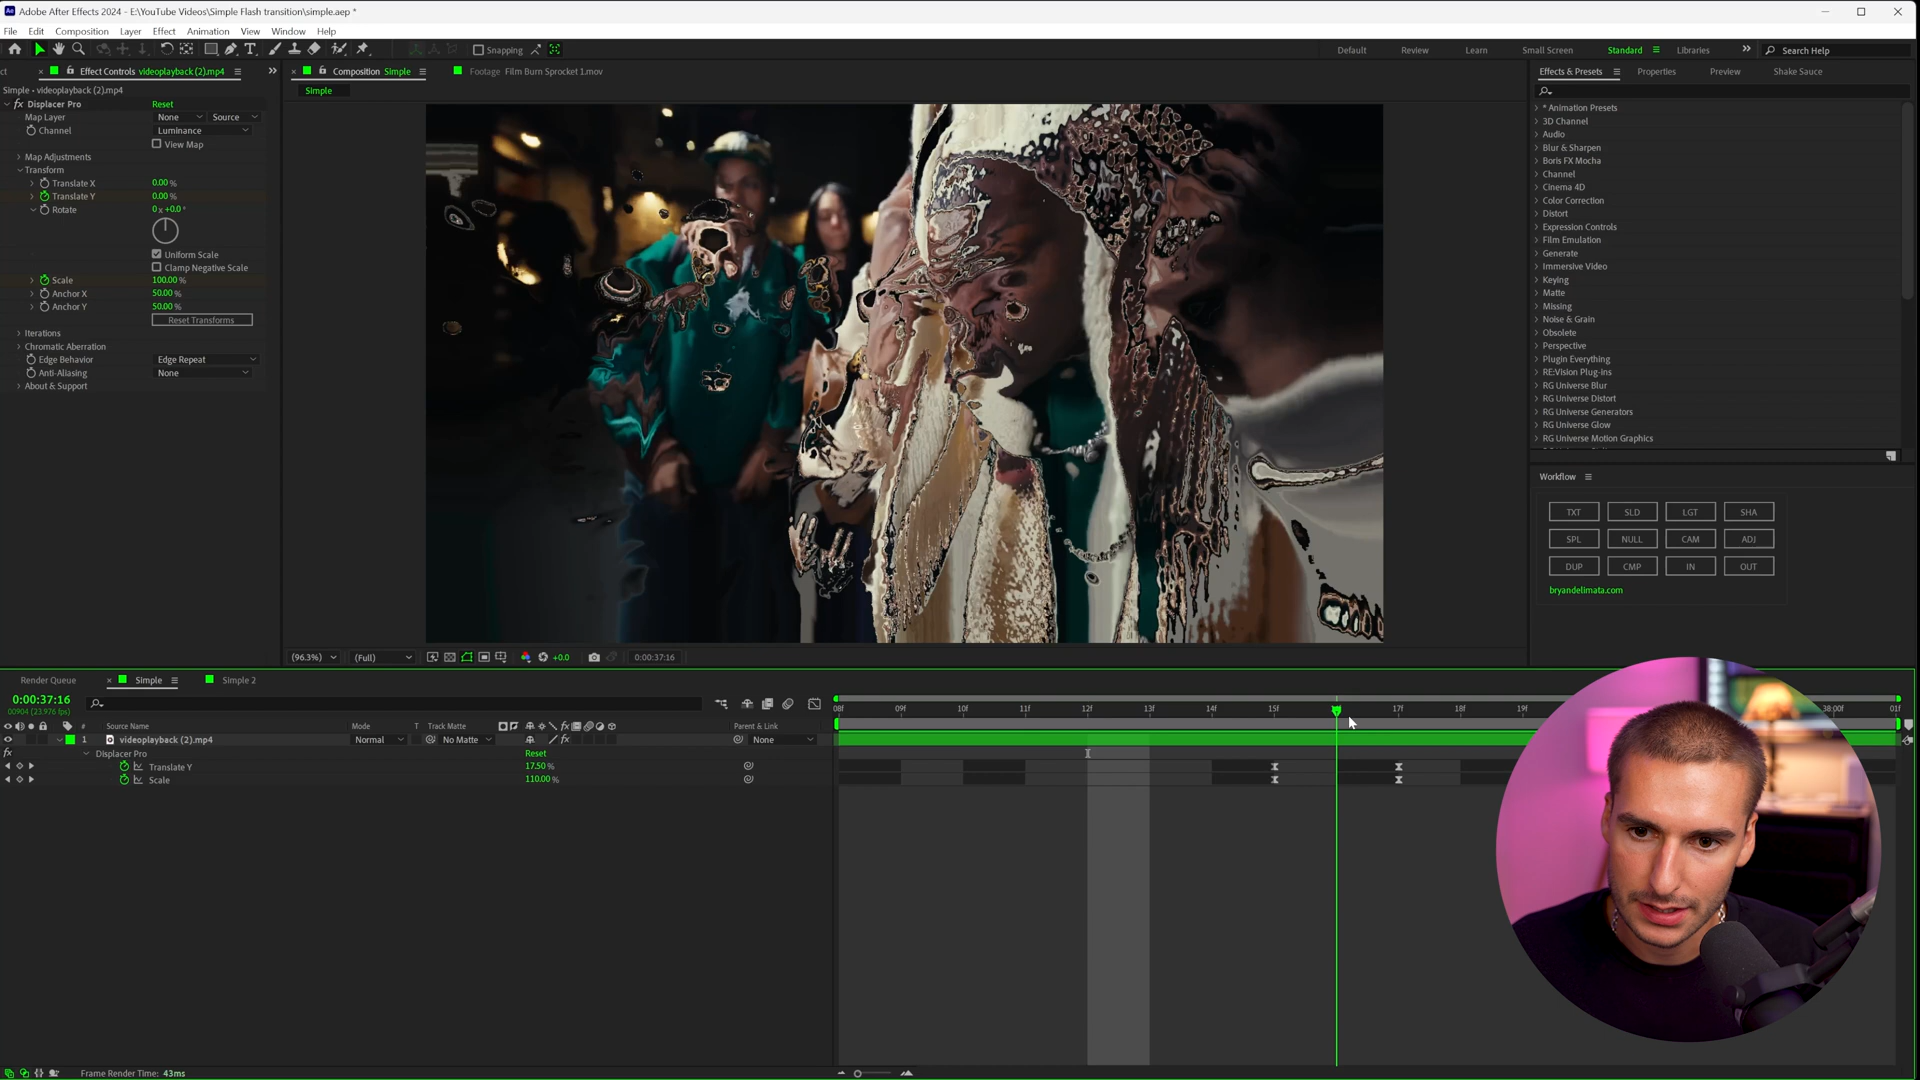 Adobe After Effects 2024 - E:\YouTube Videos\Simple Flash transition\simple.aep *
File Edit Composition Layer Effect Animation View Window Help
Snapping
Default Review Learn Small Screen Standard Libraries Search Help
Effect Controls videoplayback (2).mp4
Composition Simple
Footage Film Burn Sprocket 1.mov
Effects & Presets Properties Preview Shake Sauce
Simple • videoplayback (2).mp4
Simple
fx Displacer Pro Reset
Map Layer None Source
Channel Luminance
View Map
Map Adjustments
Transform
Translate X 0.00 %
Translate Y 0.00 %
Rotate 0 x +0.0 °
Uniform Scale
Clamp Negative Scale
Scale 100.00 %
Anchor X 50.00 %
Anchor Y 50.00 %
Reset Transforms
Iterations
Chromatic Aberration
Edge Behavior Edge Repeat
Anti-Aliasing None
About & Support
* Animation Presets
3D Channel
Audio
Blur & Sharpen
Boris FX Mocha
Channel
Cinema 4D
Color Correction
Distort
Expression Controls
Film Emulation
Generate
Immersive Video
Keying
Matte
Missing
Noise & Grain
Obsolete
Perspective
Plugin Everything
RE:Vision Plug-ins
RG Universe Blur
RG Universe Distort
RG Universe Generators
RG Universe Glow
RG Universe Motion Graphics
Workflow
TXT SLD LGT SHA
SPL NULL CAM ADJ
DUP CMP IN OUT
bryandelimata.com
(96.3%) (Full) +0.0 0:00:37:16
Render Queue Simple Simple 2
0:00:37:16
00904 (23.976 fps)
08f 09f 10f 11f 12f 13f 14f 15f 17f 18f 19f 38:00f 01f
# Source Name Mode T Track Matte Parent & Link
1 videoplayback (2).mp4 Normal No Matte None
Displacer Pro Reset
Translate Y 17.50 %
Scale 110.00 %
Frame Render Time: 43ms